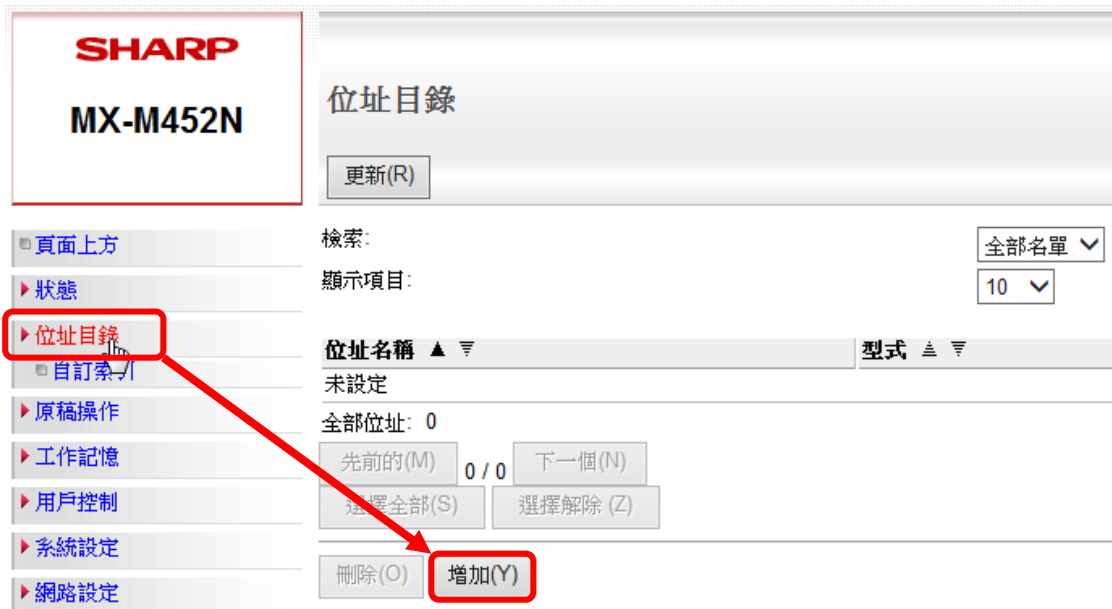 SHARP
MX-M452N
位址目錄
更新(R)
頁面上方
狀態
位址目錄
自訂索引
原稿操作
工作記憶
用戶控制
系統設定
網路設定
檢索:
全部名單
顯示項目:
10
位址名稱 ▲ ▼ 型式 ▲ ▼
未設定
全部位址: 0
先前的(M) 0 / 0 下一個(N)
選擇全部(S) 選擇解除 (Z)
刪除(O) 增加(Y)